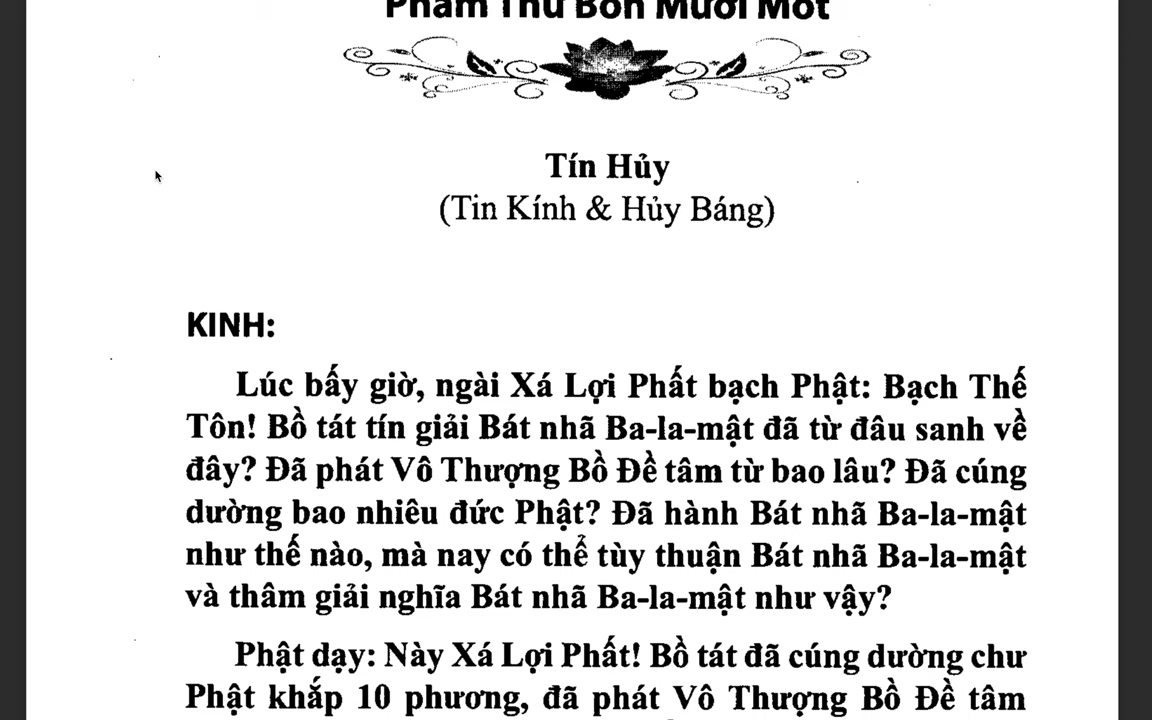 Phẩm Thứ Bốn Mươi Mốt
Tín Hủy
(Tin Kính & Hủy Báng)
KINH:
Lúc bấy giờ, ngài Xá Lợi Phất bạch Phật: Bạch Thế
Tôn! Bồ tát tín giải Bát nhã Ba-la-mật đã từ đâu sanh về
đây? Đã phát Vô Thượng Bồ Đề tâm từ bao lâu? Đã cúng
dường bao nhiêu đức Phật? Đã hành Bát nhã Ba-la-mật
như thế nào, mà nay có thể tùy thuận Bát nhã Ba-la-mật
và thâm giải nghĩa Bát nhã Ba-la-mật như vậy?
Phật dạy: Này Xá Lợi Phất! Bồ tát đã cúng dường chư
Phật khắp 10 phương, đã phát Vô Thượng Bồ Đề tâm